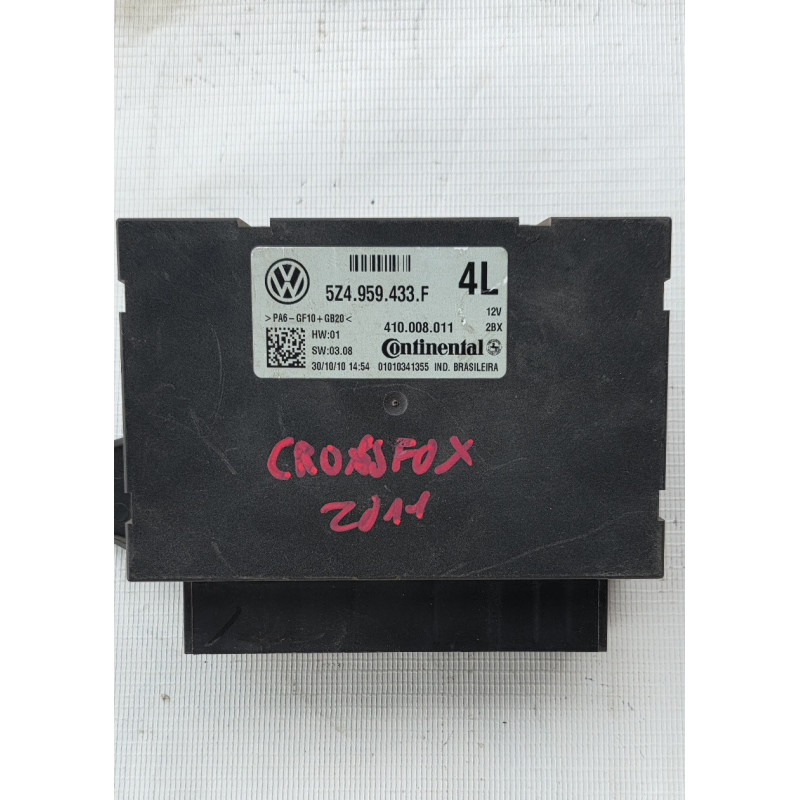 5Z4.959.433.F
4L
>PA6-GF10+GB20<
12V
HW:01
410.008.011
2BX
SW:03.08
Continental
30/10/10 14:54
01010341355 IND. BRASILEIRA
CROSSFOX
2011